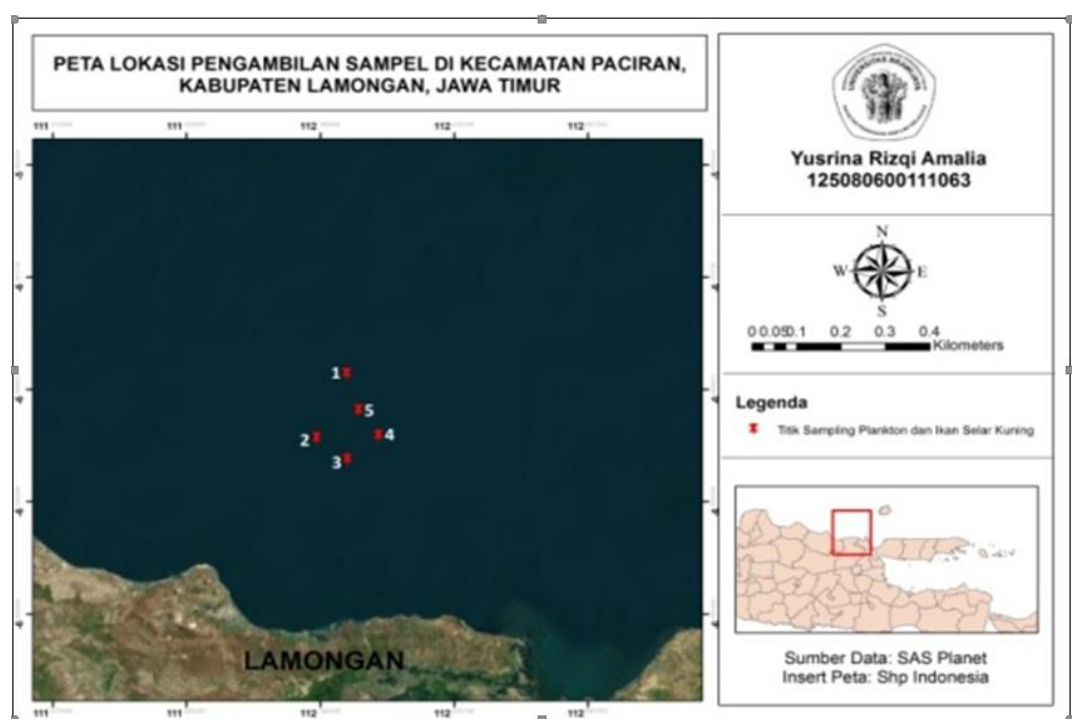 PETA LOKASI PENGAMBILAN SAMPEL DI KECAMATAN PACIRAN,
KABUPATEN LAMONGAN, JAWA TIMUR
111 111 112 112 112
1
5
2
4
3
LAMONGAN
111 111 112 112 112
UNIVERSITAS BRAWIJAYA
Yusrina Rizqi Amalia
125080600111063
N
W E
S
0 0.050.1 0.2 0.3 0.4
Kilometers
Legenda
Titik Sampling Plankton dan Ikan Selar Kuning
Sumber Data: SAS Planet
Insert Peta: Shp Indonesia